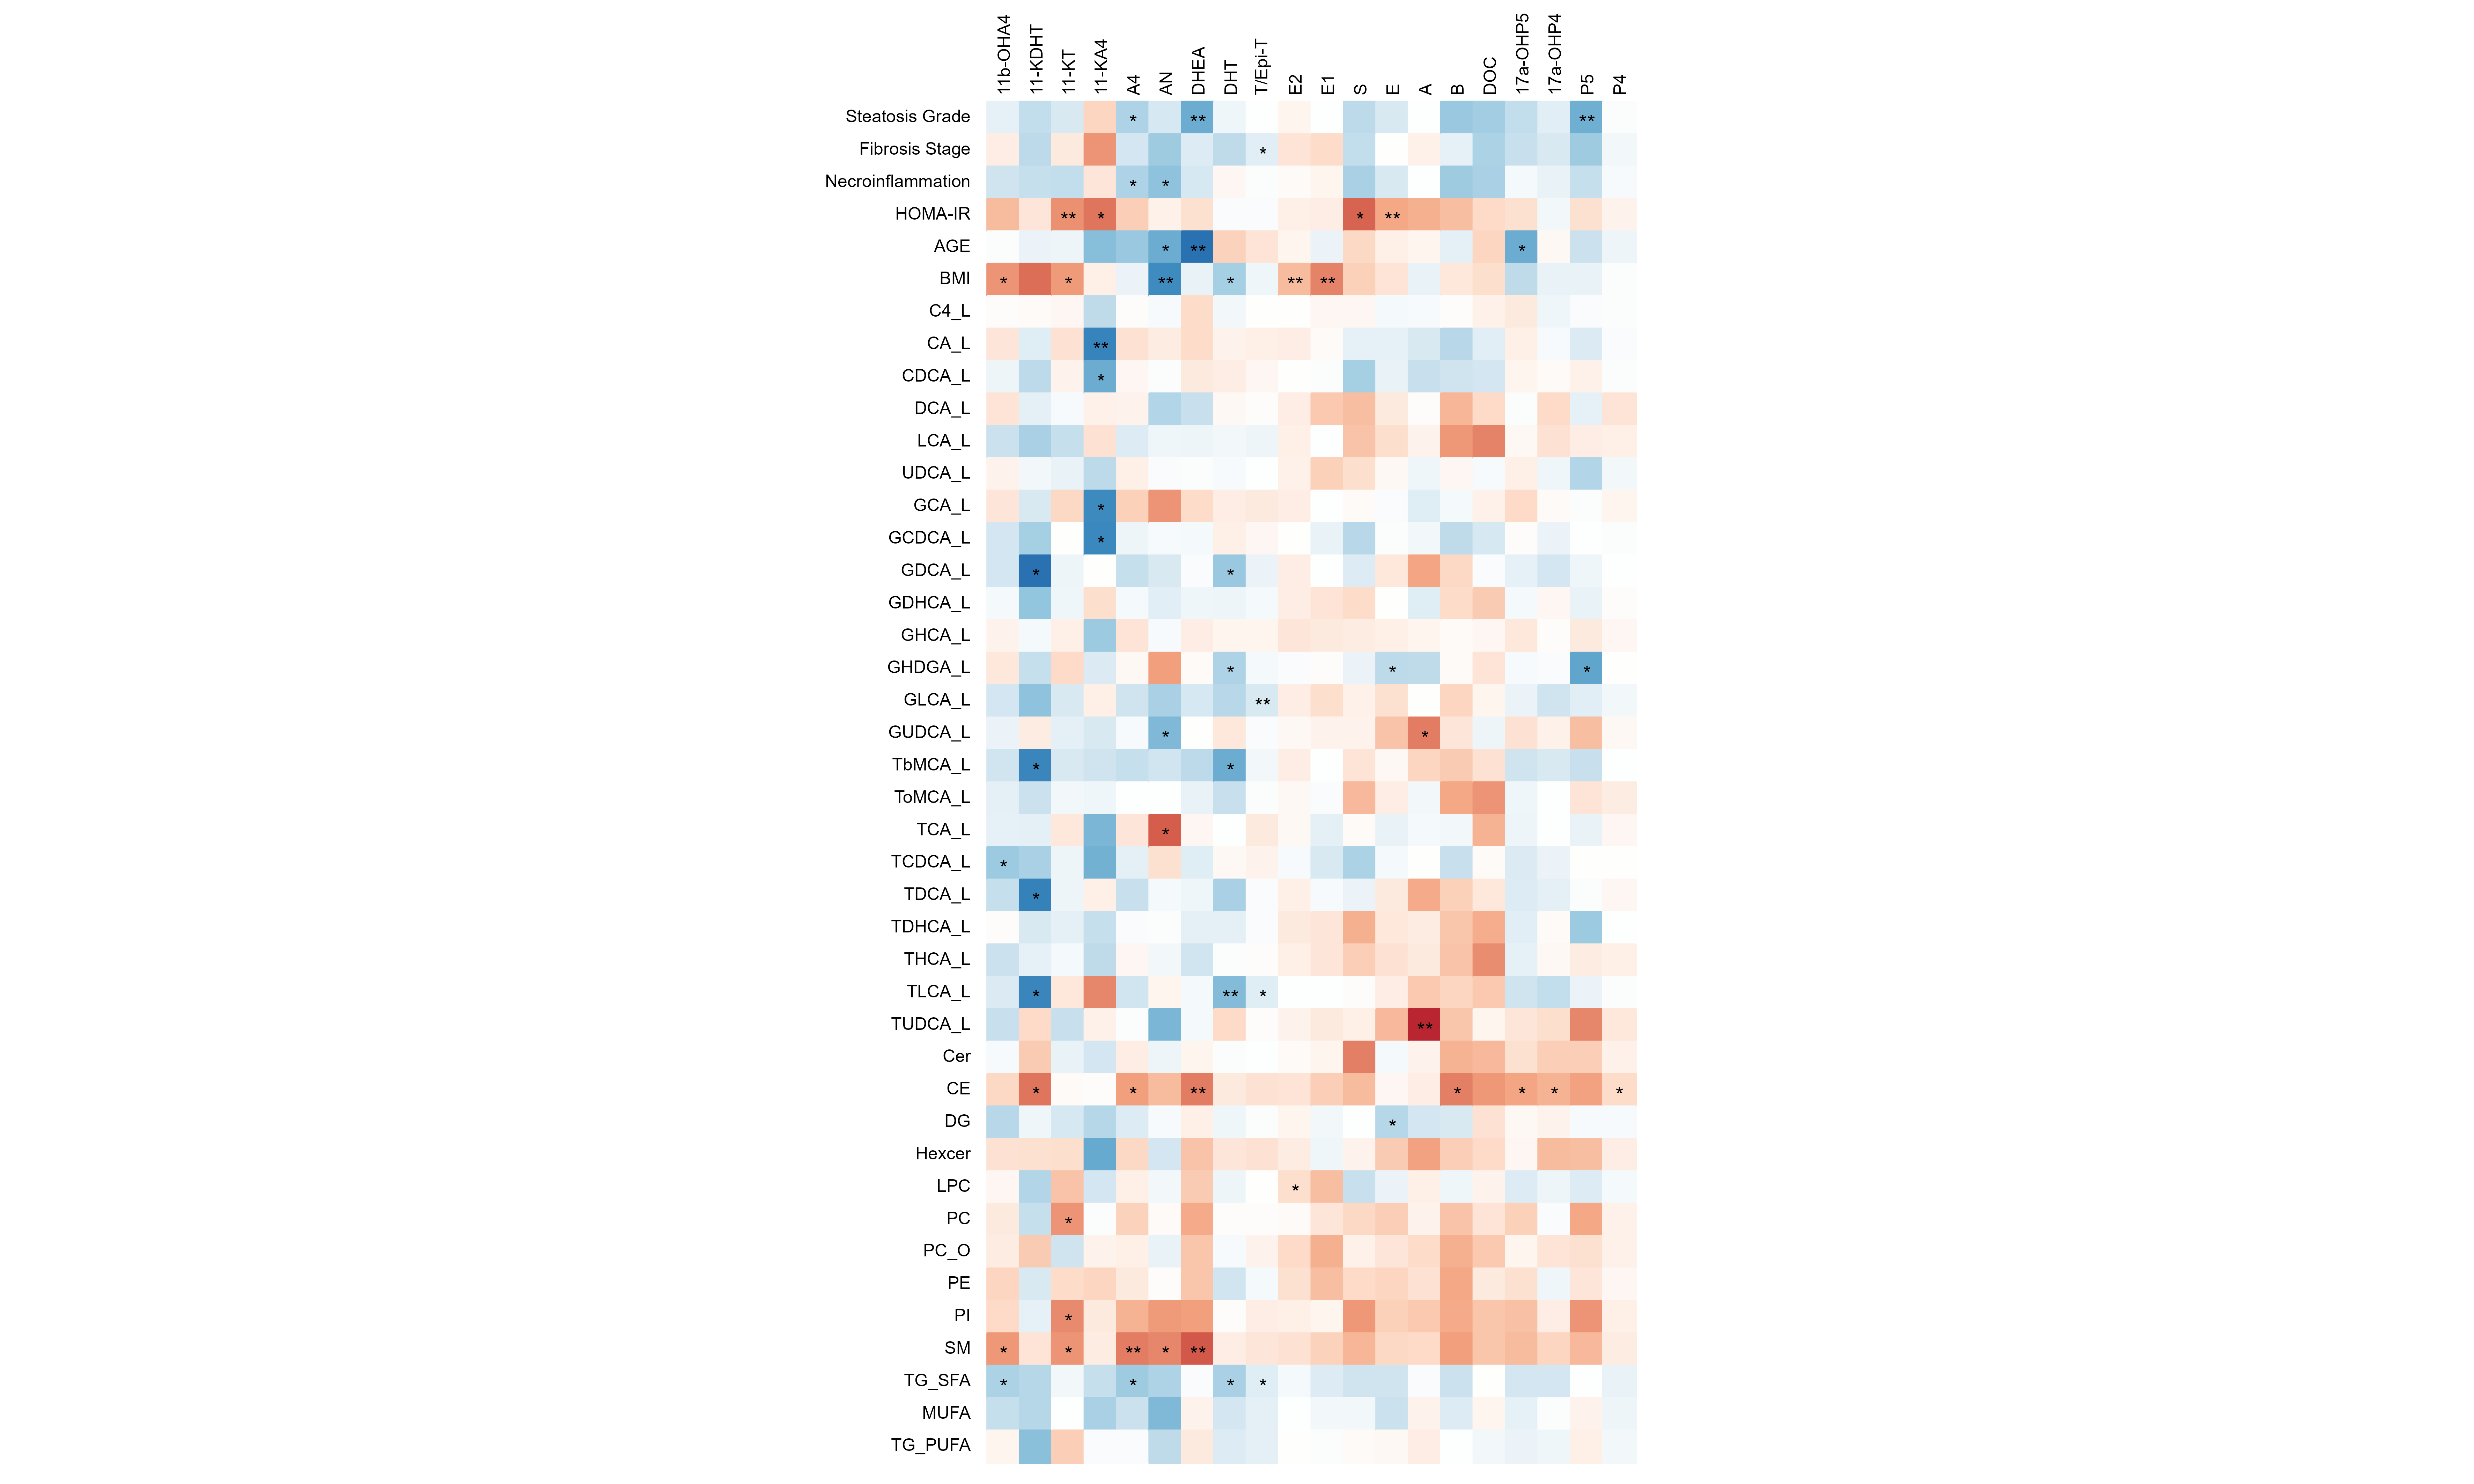 11b-OHA4 11-KDHT 11-KT 11-KA4 A4 AN DHEA DHT T/Epi-T E2 E1 S E A B DOC 17a-OHP5 17a-OHP4 P5 P4
Steatosis Grade * ** **
Fibrosis Stage *
Necroinflammation * *
HOMA-IR ** * * **
AGE * ** *
BMI * * ** * ** **
C4_L
CA_L **
CDCA_L *
DCA_L
LCA_L
UDCA_L
GCA_L *
GCDCA_L *
GDCA_L * *
GDHCA_L
GHCA_L
GHDGA_L * * *
GLCA_L **
GUDCA_L * *
TbMCA_L * *
ToMCA_L
TCA_L *
TCDCA_L *
TDCA_L *
TDHCA_L
THCA_L
TLCA_L * ** *
TUDCA_L **
Cer
CE * * ** * * * *
DG *
Hexcer
LPC *
PC *
PC_O
PE
PI *
SM * * ** * **
TG_SFA * * * *
MUFA
TG_PUFA